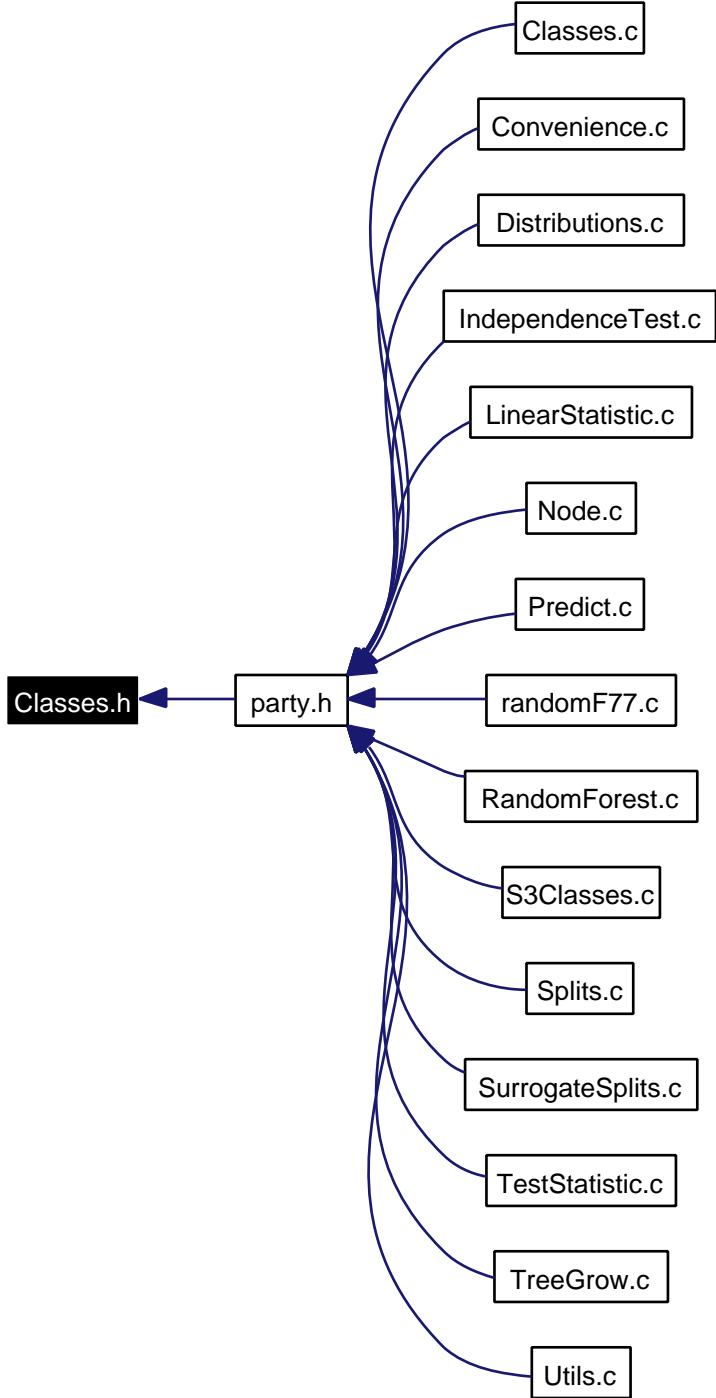 Classes.c
Convenience.c
Distributions.c
IndependenceTest.c
LinearStatistic.c
Node.c
Predict.c
Classes.h
party.h
randomF77.c
RandomForest.c
S3Classes.c
Splits.c
SurrogateSplits.c
TestStatistic.c
TreeGrow.c
Utils.c